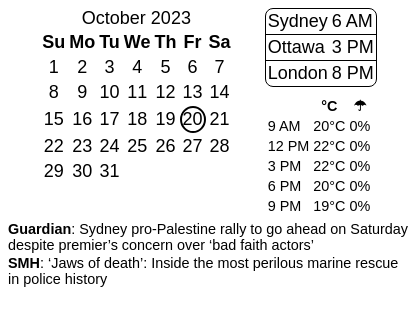 October 2023
Su Mo Tu We Th Fr Sa
1 2 3 4 5 6 7
8 9 10 11 12 13 14
15 16 17 18 19 20 21
22 23 24 25 26 27 28
29 30 31
Sydney 6 AM
Ottawa 3 PM
London 8 PM
°C ☂
9 AM 20°C 0%
12 PM 22°C 0%
3 PM 22°C 0%
6 PM 20°C 0%
9 PM 19°C 0%
Guardian: Sydney pro-Palestine rally to go ahead on Saturday
despite premier’s concern over ‘bad faith actors’
SMH: ‘Jaws of death’: Inside the most perilous marine rescue
in police history